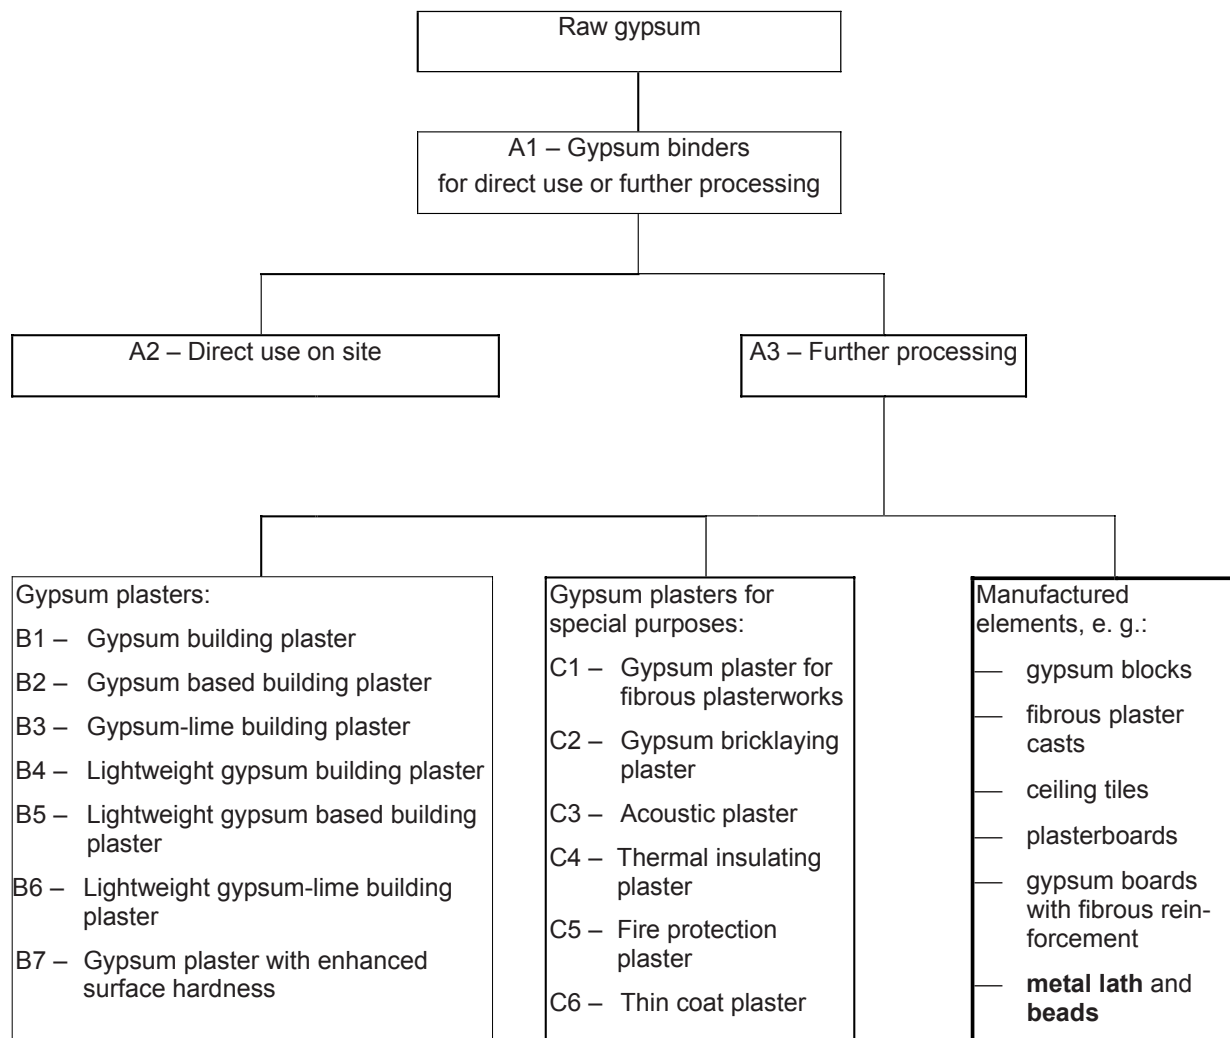 Raw gypsum
A1 – Gypsum binders
for direct use or further processing
A2 – Direct use on site
A3 – Further processing
Gypsum plasters:
B1 – Gypsum building plaster
B2 – Gypsum based building plaster
B3 – Gypsum-lime building plaster
B4 – Lightweight gypsum building plaster
B5 – Lightweight gypsum based building
plaster
B6 – Lightweight gypsum-lime building
plaster
B7 – Gypsum plaster with enhanced
surface hardness
Gypsum plasters for
special purposes:
C1 – Gypsum plaster for
fibrous plasterworks
C2 – Gypsum bricklaying
plaster
C3 – Acoustic plaster
C4 – Thermal insulating
plaster
C5 – Fire protection
plaster
C6 – Thin coat plaster
Manufactured
elements, e. g.:
— gypsum blocks
— fibrous plaster
casts
— ceiling tiles
— plasterboards
— gypsum boards
with fibrous rein-
forcement
— metal lath and
beads